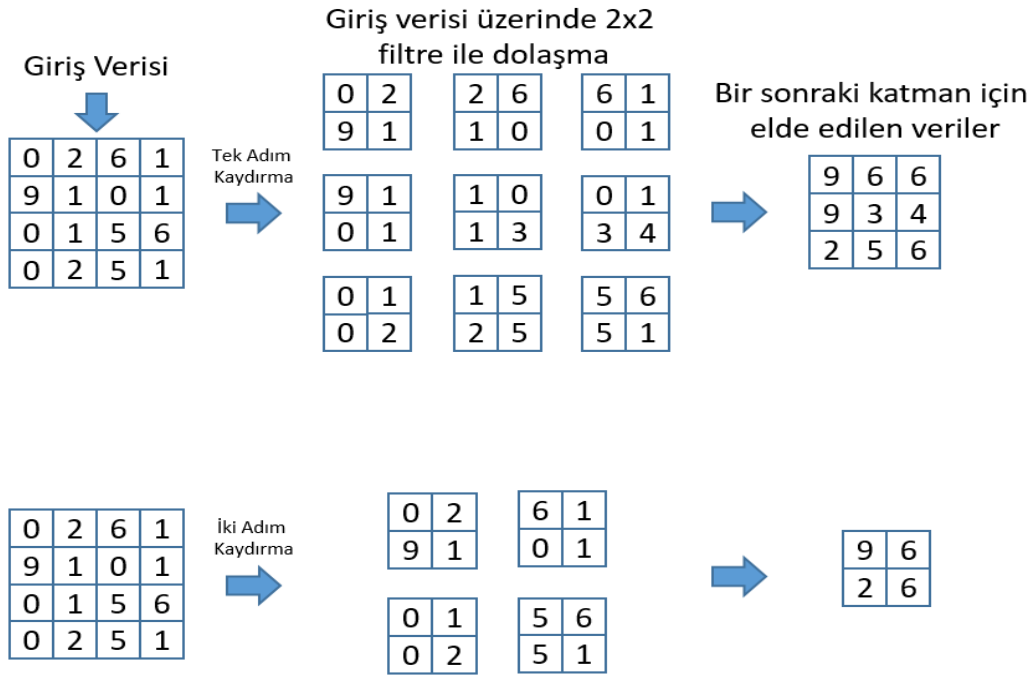 Giriş verisi üzerinde 2x2
filtre ile dolaşma
Giriş Verisi
Bir sonraki katman için
elde edilen veriler
0 2 6 1
9 1 0 1
0 1 5 6
0 2 5 1
Tek Adım
Kaydırma
0 2
9 1
2 6
1 0
6 1
0 1
9 1
0 1
1 0
1 3
0 1
3 4
0 1
0 2
1 5
2 5
5 6
5 1
9 6 6
9 3 4
2 5 6
0 2 6 1
9 1 0 1
0 1 5 6
0 2 5 1
İki Adım
Kaydırma
0 2
9 1
6 1
0 1
0 1
0 2
5 6
5 1
9 6
2 6